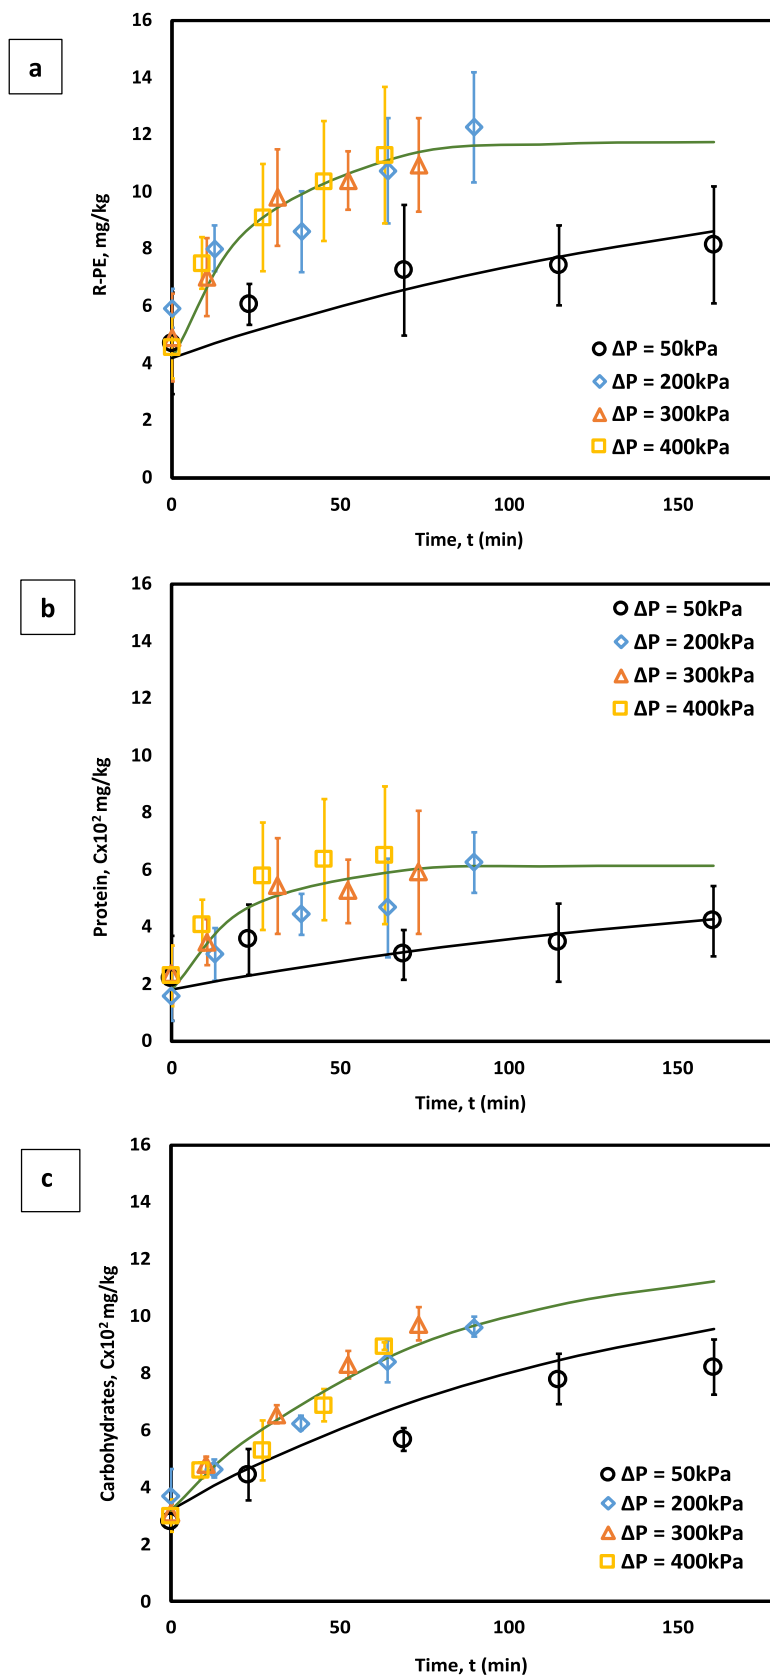 a
16
14
12
10
8
6
4
2
0
R-PE, mg/kg
ΔP = 50kPa
ΔP = 200kPa
ΔP = 300kPa
ΔP = 400kPa
0 50 100 150
Time, t (min)
b
16
14
12
10
8
6
4
2
0
Protein, Cx10² mg/kg
ΔP = 50kPa
ΔP = 200kPa
ΔP = 300kPa
ΔP = 400kPa
0 50 100 150
Time, t (min)
c
16
14
12
10
8
6
4
2
0
Carbohydrates, Cx10² mg/kg
ΔP = 50kPa
ΔP = 200kPa
ΔP = 300kPa
ΔP = 400kPa
0 50 100 150
Time, t (min)